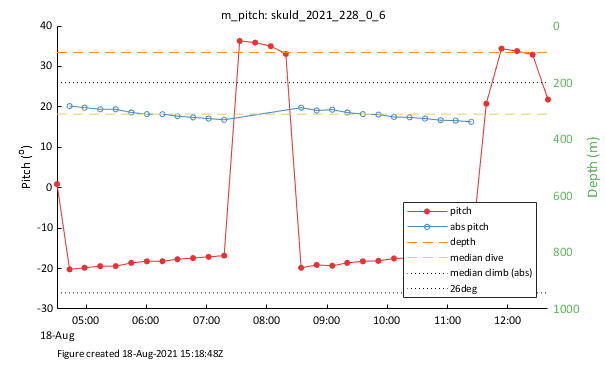 m_pitch: skuld_2021_228_0_6
40
30
20
10
0
-10
-20
-30
Pitch (°)
0
200
400
600
800
1000
Depth (m)
pitch
abs pitch
depth
median dive
median climb (abs)
26deg
05:00 06:00 07:00 08:00 09:00 10:00 11:00 12:00
18-Aug
Figure created 18-Aug-2021 15:18:48Z